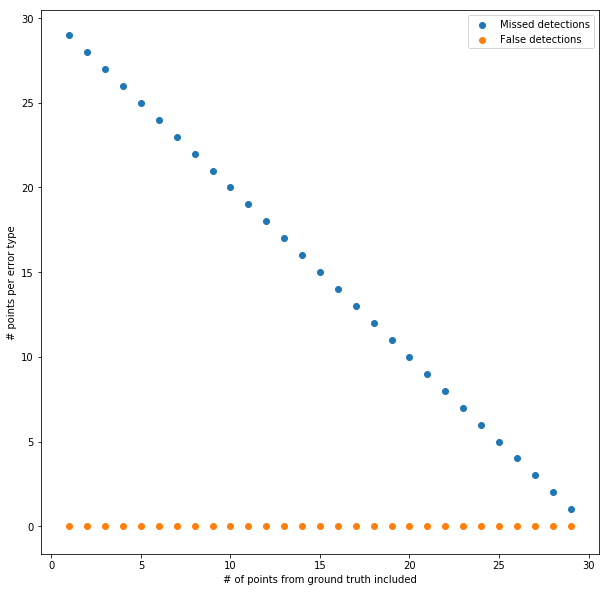 Missed detections
False detections
30
25
20
15
10
5
0
# points per error type
0 5 10 15 20 25 30
# of points from ground truth included